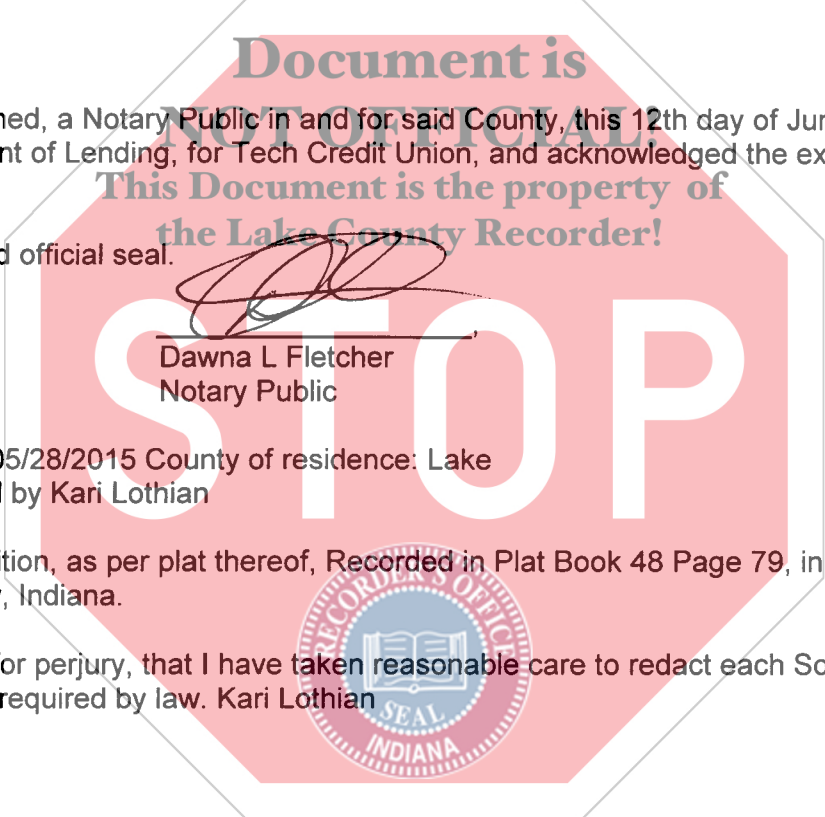 Document is
NOT OFFICIAL!
ned, a Notary Public in and for said County, this 12th day of Jun
nt of Lending, for Tech Credit Union, and acknowledged the ex
This Document is the property of
the Lake County Recorder!
d official seal.
STOP
Dawna L Fletcher
Notary Public
05/28/2015 County of residence: Lake
by Kari Lothian
ition, as per plat thereof, Recorded in Plat Book 48 Page 79, in
, Indiana.
or perjury, that I have taken reasonable care to redact each So
required by law. Kari Lothian
RECORDER'S OFFICE
SEAL
INDIANA